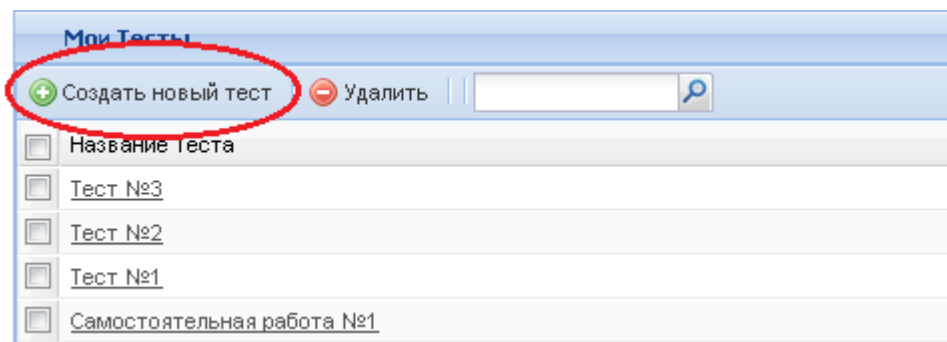 Мои Тесты
Создать новый тест Удалить
Название Теста
Тест №3
Тест №2
Тест №1
Самостоятельная работа №1